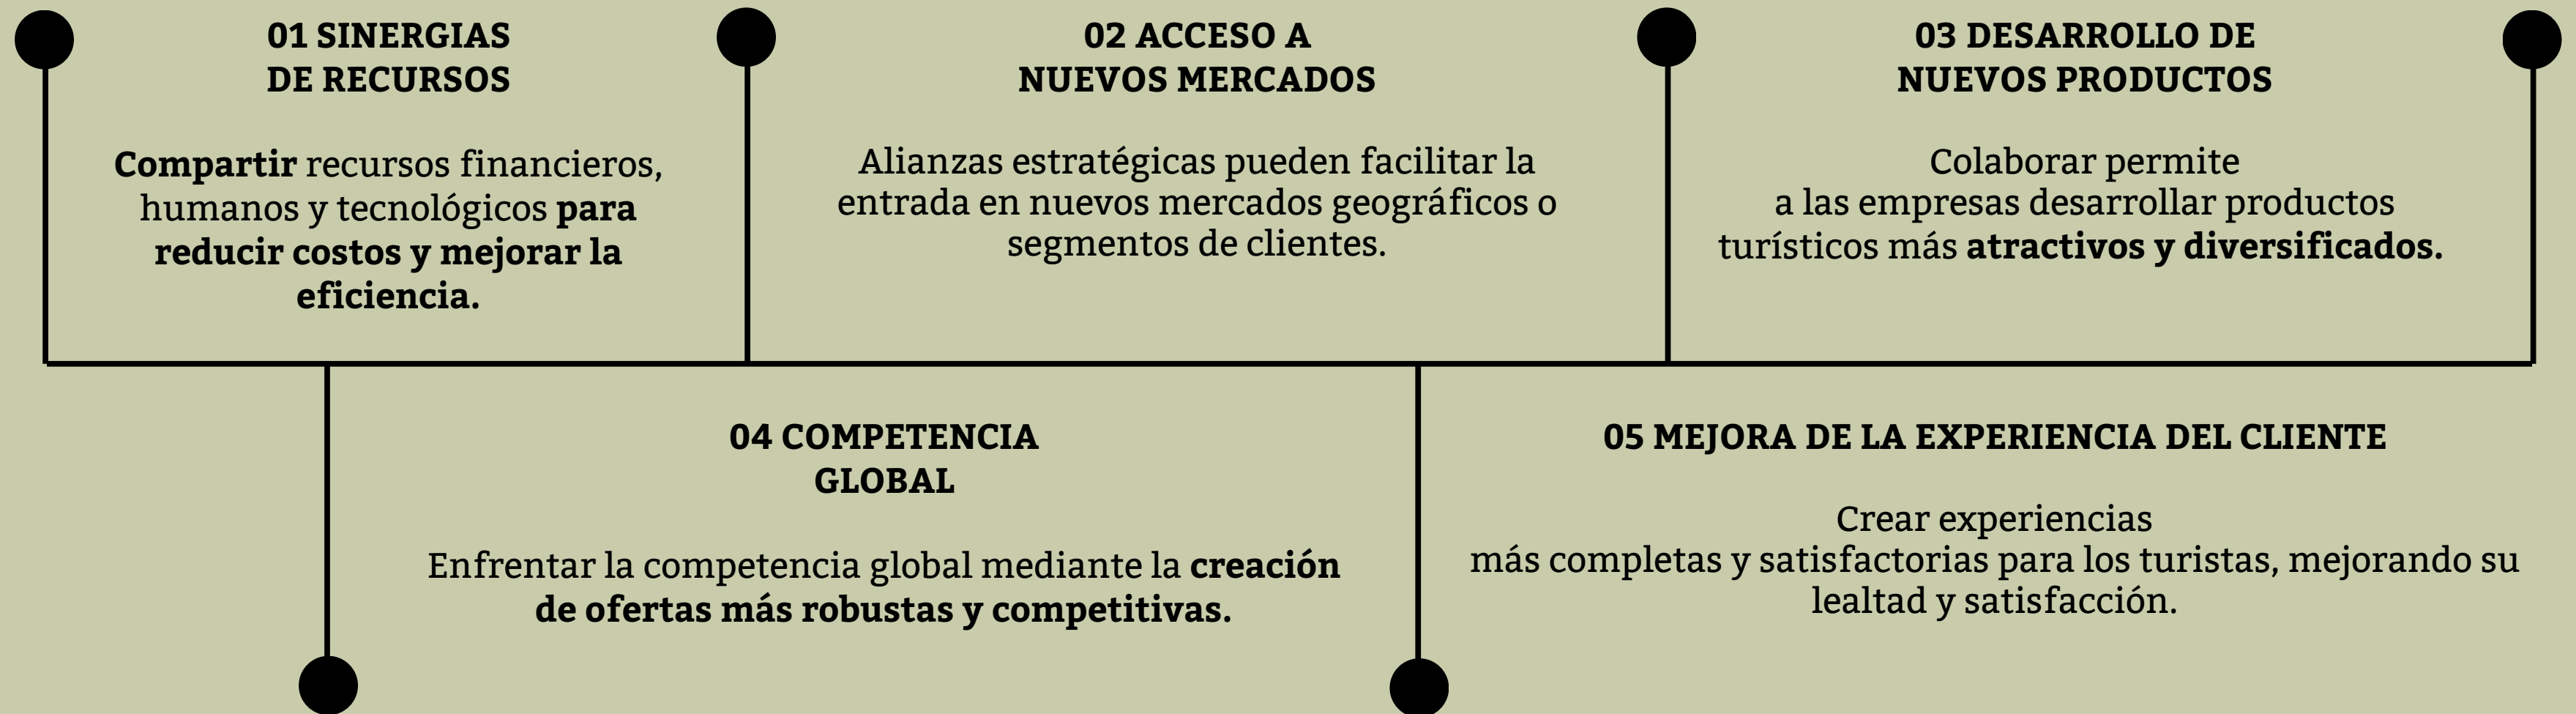 01 SINERGIAS
DE RECURSOS
Compartir recursos financieros,
humanos y tecnológicos para
reducir costos y mejorar la
eficiencia.
02 ACCESO A
NUEVOS MERCADOS
Alianzas estratégicas pueden facilitar la
entrada en nuevos mercados geográficos o
segmentos de clientes.
03 DESARROLLO DE
NUEVOS PRODUCTOS
Colaborar permite
a las empresas desarrollar productos
turísticos más atractivos y diversificados.
04 COMPETENCIA
GLOBAL
Enfrentar la competencia global mediante la creación
de ofertas más robustas y competitivas.
05 MEJORA DE LA EXPERIENCIA DEL CLIENTE
Crear experiencias
más completas y satisfactorias para los turistas, mejorando su
lealtad y satisfacción.